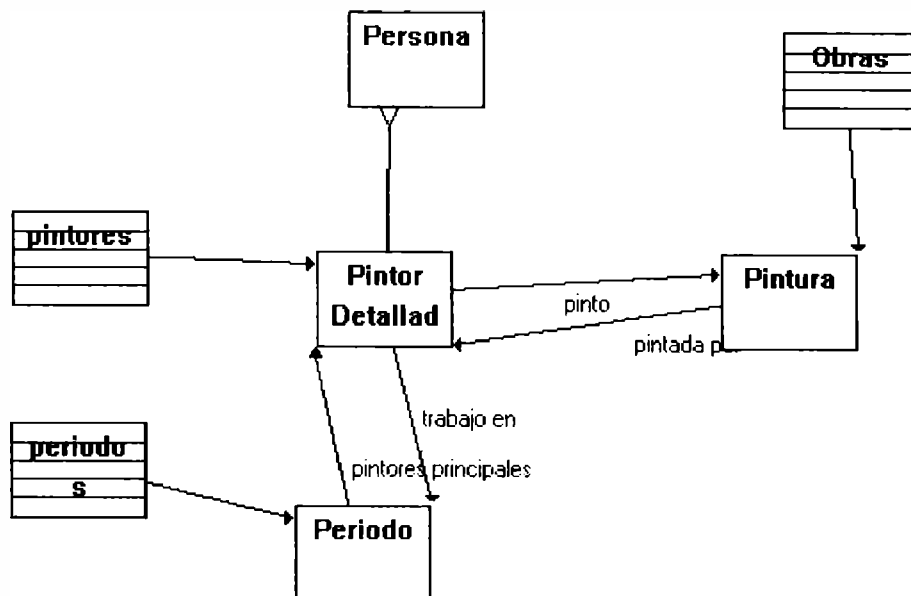 Persona
Obras
pintores
Pintor
Detallad
Pintura
pinto
pintada
trabajo en
periodo
s
pintores principales
Periodo